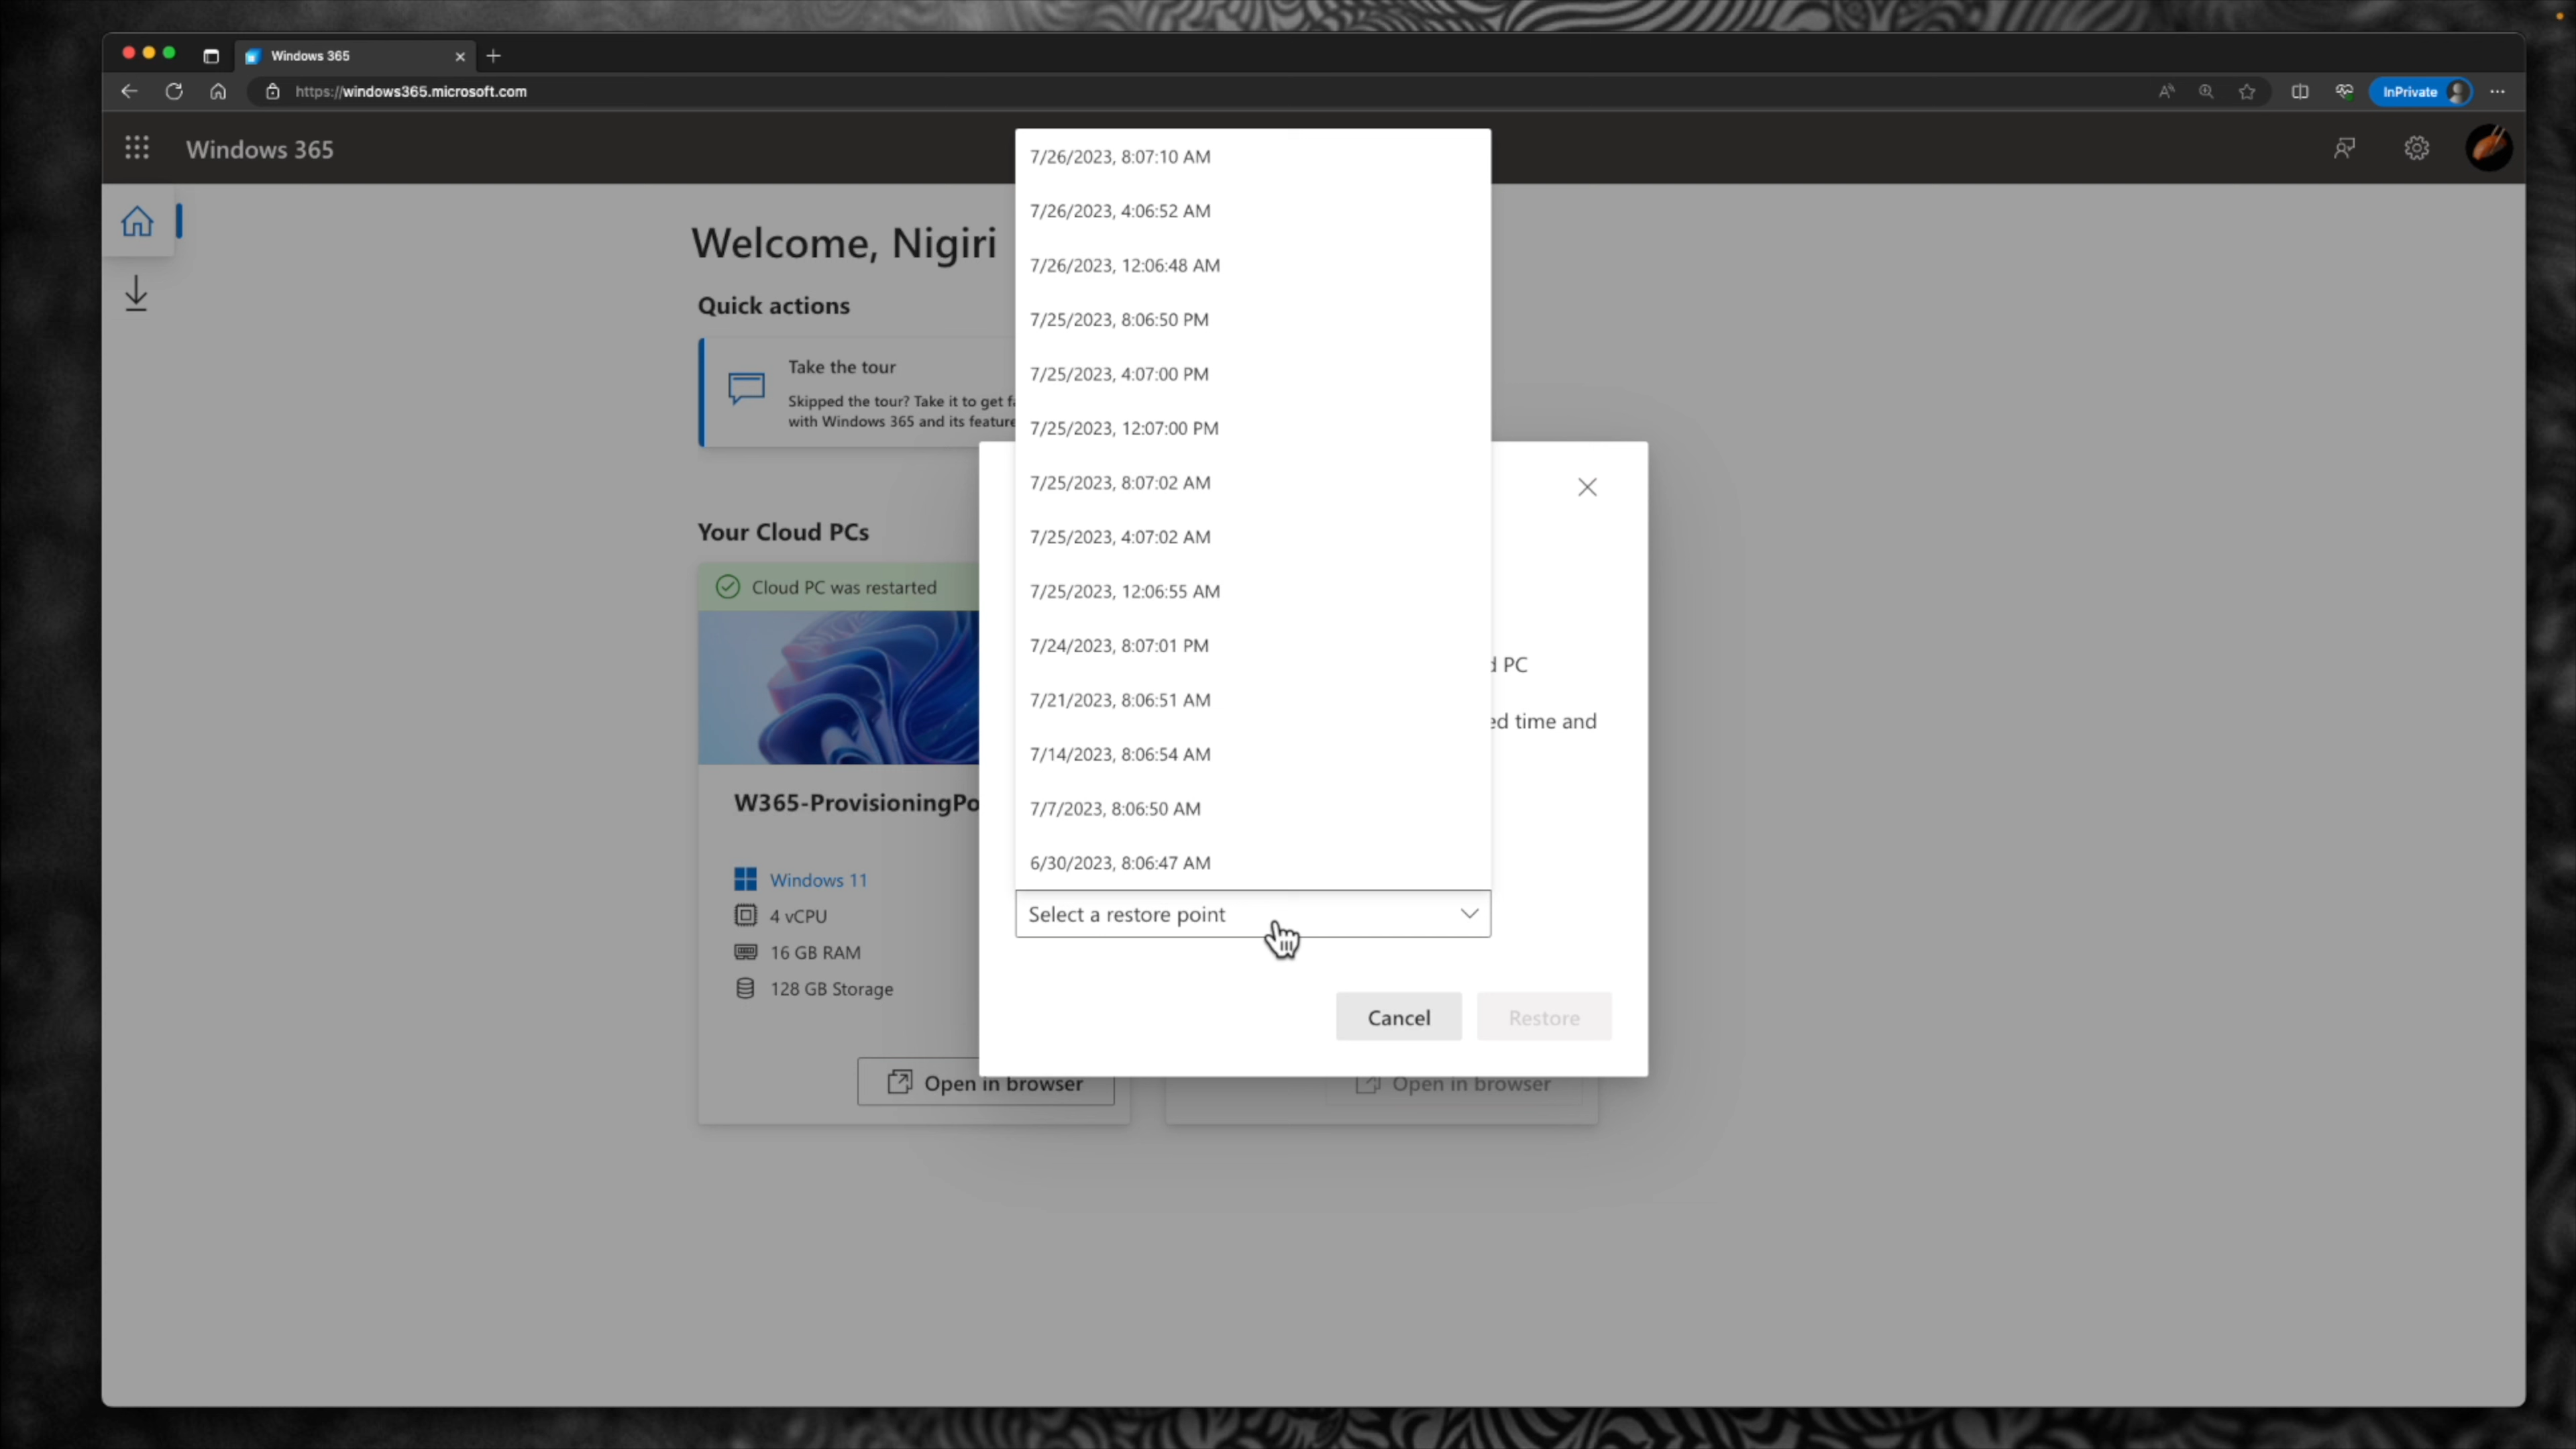 Windows 365
https://windows365.microsoft.com
InPrivate
Windows 365
Welcome, Nigiri
Quick actions
Take the tour
Skipped the tour? Take it to get
with Windows 365 and its feature
Your Cloud PCs
Cloud PC was restarted
W365-ProvisioningPo
Windows 11
4 vCPU
16 GB RAM
128 GB Storage
Open in browser
7/26/2023, 8:07:10 AM
7/26/2023, 4:06:52 AM
7/26/2023, 12:06:48 AM
7/25/2023, 8:06:50 PM
7/25/2023, 4:07:00 PM
7/25/2023, 12:07:00 PM
7/25/2023, 8:07:02 AM
7/25/2023, 4:07:02 AM
7/25/2023, 12:06:55 AM
7/24/2023, 8:07:01 PM
7/21/2023, 8:06:51 AM
7/14/2023, 8:06:54 AM
7/7/2023, 8:06:50 AM
6/30/2023, 8:06:47 AM
d PC
ed time and
Select a restore point
Cancel
Restore
Open in browser